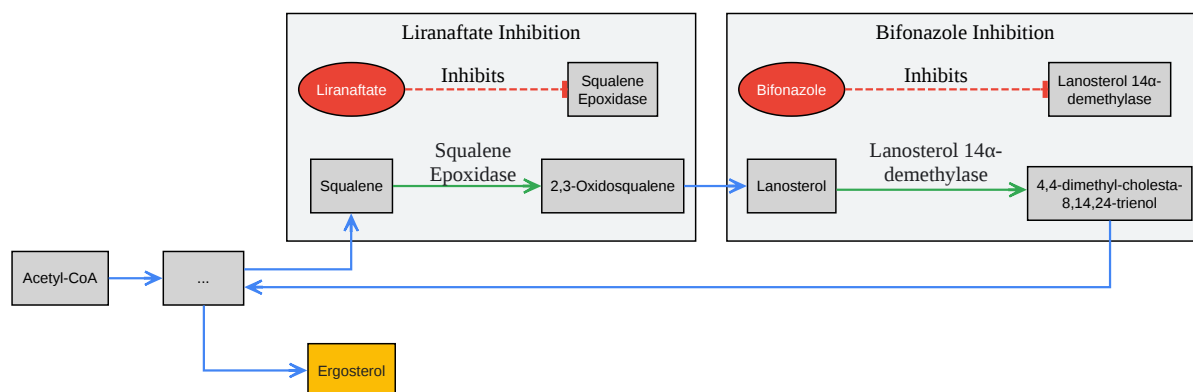 Liranaftate Inhibition
Liranaftate
Inhibits
Squalene
Epoxidase
Squalene
Squalene
Epoxidase
2,3-Oxidosqualene
Bifonazole Inhibition
Bifonazole
Inhibits
Lanosterol 14α-
demethylase
Lanosterol
Lanosterol 14α-
demethylase
4,4-dimethyl-cholesta-
8,14,24-trienol
Acetyl-CoA
...
Ergosterol